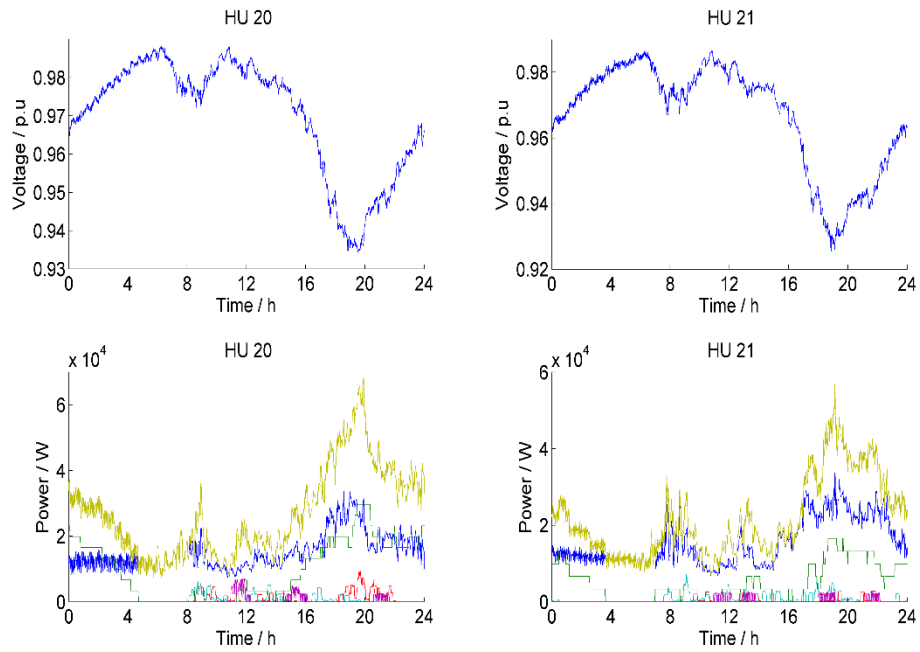 HU 20
Voltage / p.u
0.98
0.97
0.96
0.95
0.94
0.93
0 4 8 12 16 20 24
Time / h
HU 21
Voltage / p.u
0.98
0.96
0.94
0.92
0 4 8 12 16 20 24
Time / h
HU 20
x 10^4
Power / W
6
4
2
0
0 4 8 12 16 20 24
Time / h
HU 21
x 10^4
Power / W
6
4
2
0
0 4 8 12 16 20 24
Time / h